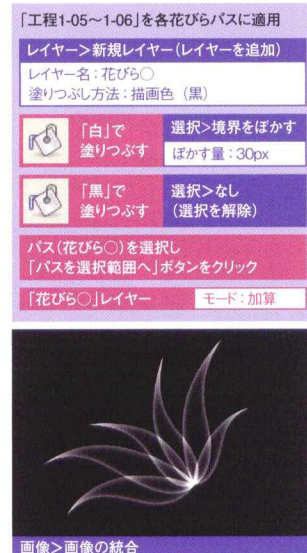 「工程1-05〜1-06」を各花びらパスに適用
レイヤー＞新規レイヤー（レイヤーを追加）
レイヤー名：花びら○
塗りつぶし方法：描画色（黒）
「白」で
塗りつぶす
選択＞境界をぼかす
ぼかす量：30px
「黒」で
塗りつぶす
選択＞なし
（選択を解除）
パス（花びら○）を選択し
「パスを選択範囲へ」ボタンをクリック
「花びら○」レイヤー
モード：加算
画像＞画像の統合